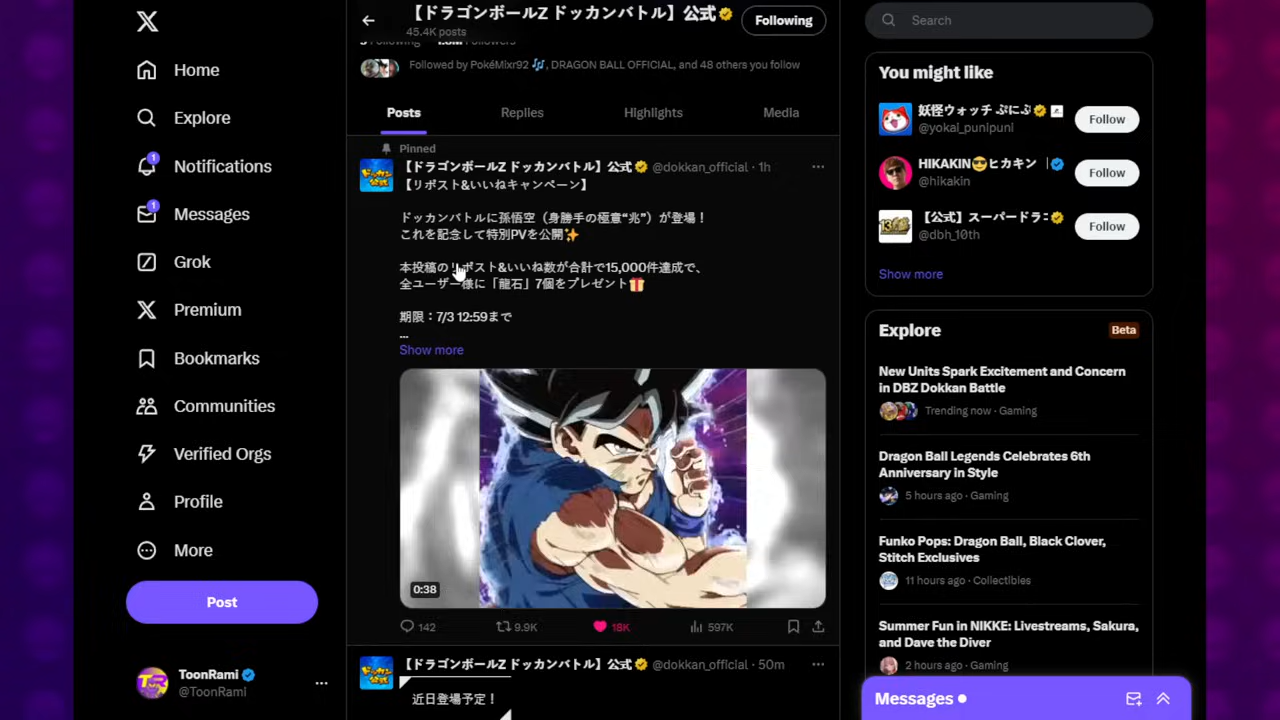 Home
Explore
1
Notifications
1
Messages
Grok
Premium
Bookmarks
Communities
Verified Orgs
Profile
More
Post
ToonRami
@ToonRami
【ドラゴンボールZ ドッカンバトル】公式
45.4K posts
Following
Followed by PokéMixr92 🎶, DRAGON BALL OFFICIAL, and 48 others you follow
Posts
Replies
Highlights
Media
Pinned
【ドラゴンボールZ ドッカンバトル】公式 @dokkan_official · 1h
【リポスト&いいねキャンペーン】
ドッカンバトルに孫悟空（身勝手の極意“兆”）が登場！
これを記念して特別PVを公開✨
本投稿のリポスト&いいね数が合計で15,000件達成で、
全ユーザー様に「龍石」7個をプレゼント🎁
期限：7/3 12:59まで
...
Show more
0:38
142
9.9K
18K
597K
【ドラゴンボールZ ドッカンバトル】公式 @dokkan_official · 50m
近日登場予定！
Search
You might like
妖怪ウォッチ ぷにぷ
@yokai_punipuni
Follow
HIKAKIN😎ヒカキン
@hikakin
Follow
【公式】スーパードラゴ
@dbh_10th
Follow
Show more
Explore
Beta
New Units Spark Excitement and Concern
in DBZ Dokkan Battle
Trending now · Gaming
Dragon Ball Legends Celebrates 6th
Anniversary in Style
5 hours ago · Gaming
Funko Pops: Dragon Ball, Black Clover,
Stitch Exclusives
11 hours ago · Collectibles
Summer Fun in NIKKE: Livestreams, Sakura,
and Dave the Diver
2 hours ago · Gaming
Messages